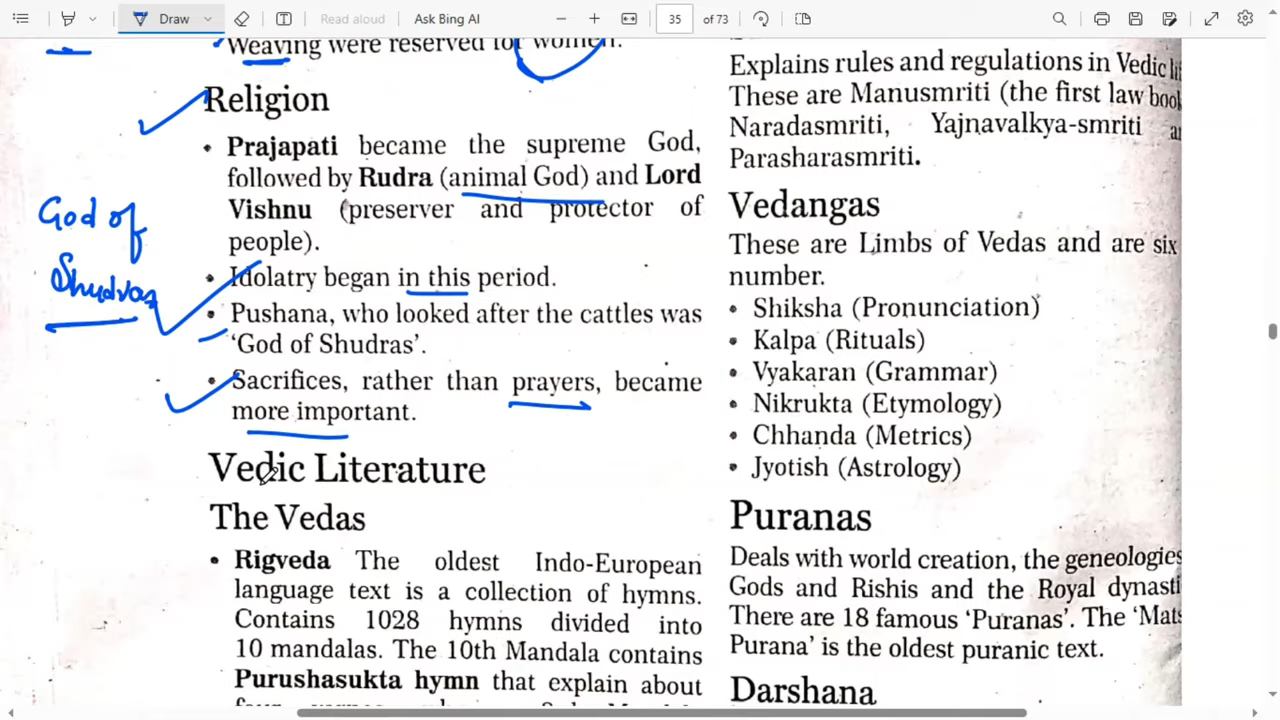 Draw
Read aloud
Ask Bing AI
35
of 73
Weaving were reserved for women.
Religion
• Prajapati became the supreme God,
followed by Rudra (animal God) and Lord
Vishnu (preserver and protector of
people).
• Idolatry began in this period.
• Pushana, who looked after the cattles was
'God of Shudras'.
• Sacrifices, rather than prayers, became
more important.
God of
Shudras
Vedic Literature
The Vedas
• Rigveda The oldest Indo-European
language text is a collection of hymns.
Contains 1028 hymns divided into
10 mandalas. The 10th Mandala contains
Purushasukta hymn that explain about
Explains rules and regulations in Vedic li
These are Manusmriti (the first law book
Naradasmriti, Yajnavalkya-smriti a
Parasharasmriti.
Vedangas
These are Limbs of Vedas and are six
number.
• Shiksha (Pronunciation)
• Kalpa (Rituals)
• Vyakaran (Grammar)
• Nikrukta (Etymology)
• Chhanda (Metrics)
• Jyotish (Astrology)
Puranas
Deals with world creation, the geneologies
Gods and Rishis and the Royal dynasti
There are 18 famous 'Puranas'. The 'Mats
Purana' is the oldest puranic text.
Darshana